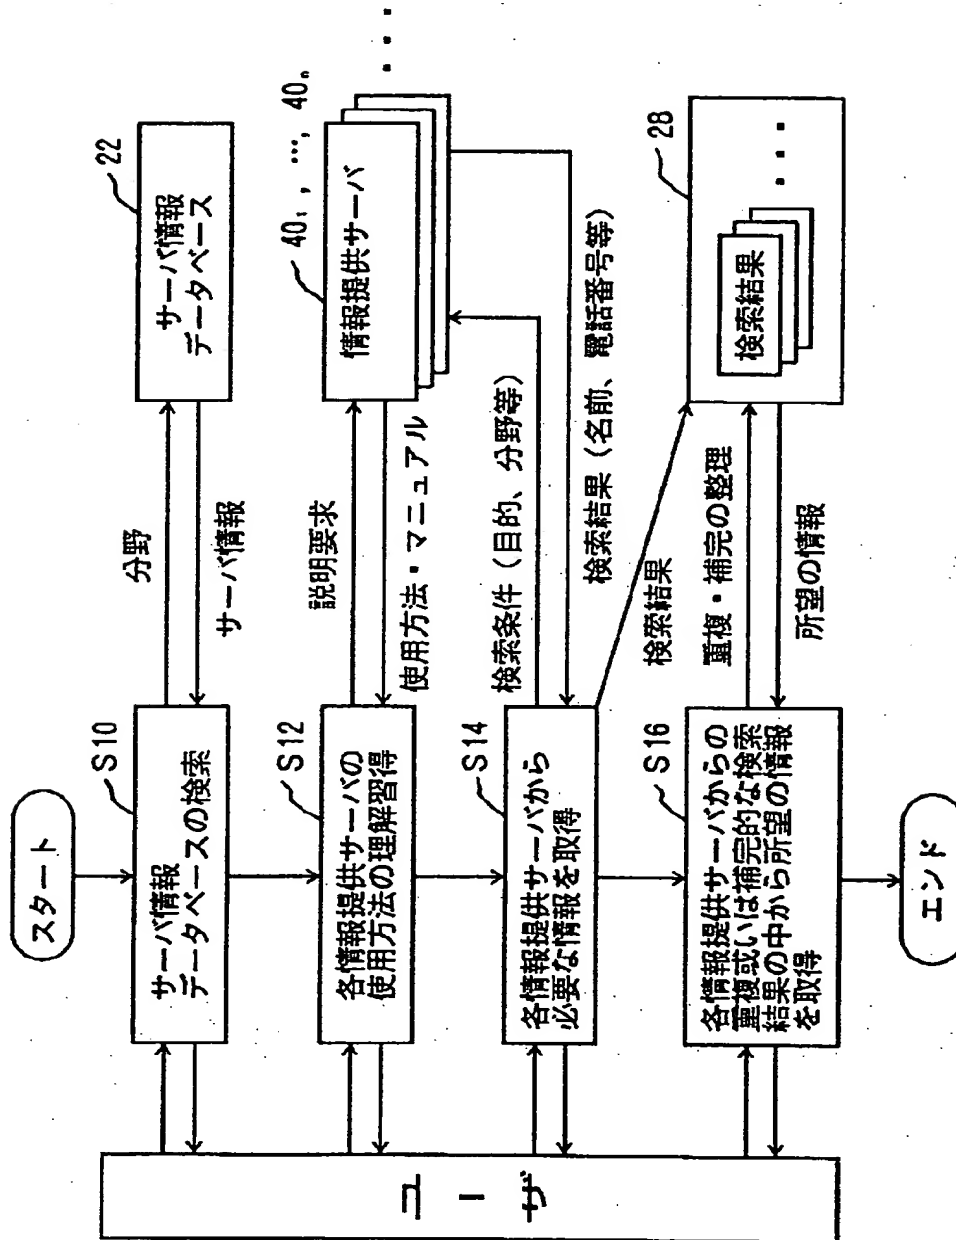 スタート
S10
サーバ情報
データベースの検索
分野
サーバ情報
22
サーバ情報
データベース
S12
各情報提供サーバの
使用方法の理解習得
説明要求
使用方法・マニュアル
40₁, …, 40ₙ
情報提供サーバ
・・・
S14
各情報提供サーバから
必要な情報を取得
検索条件(目的、分野等)
検索結果(名前、電話番号等)
検索結果
S16
各情報提供サーバからの
重複或いは補完的な検索
結果の中から所望の情報
を取得
重複・補完の整理
所望の情報
28
検索結果
・・・
エンド
ユーザ